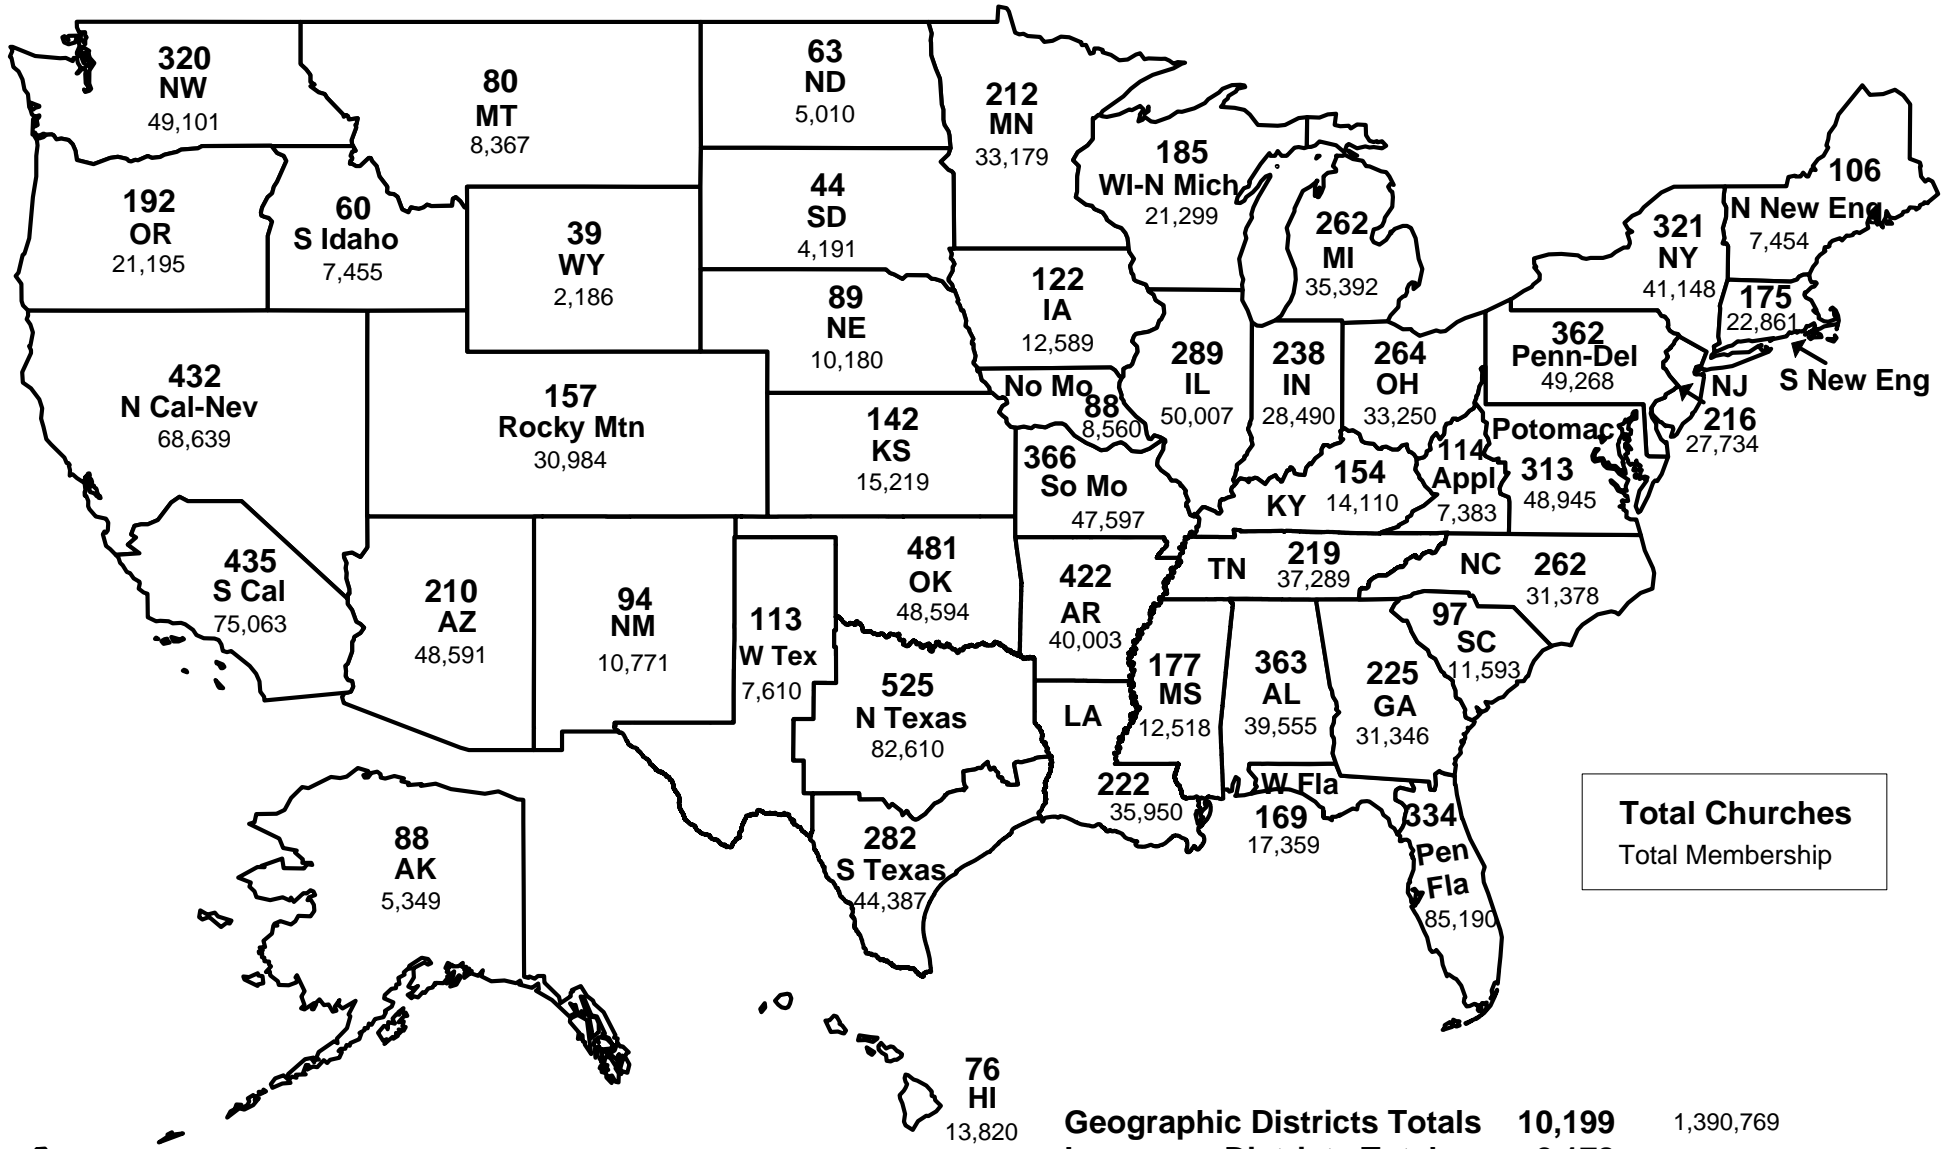 320
NW
49,101
80
MT
8,367
63
ND
5,010
212
MN
33,179
185
WI-N Mich
21,299
262
MI
35,392
106
N New Eng
7,454
321
NY
41,148
175
22,861
S New Eng
192
OR
21,195
60
S Idaho
7,455
39
WY
2,186
44
SD
4,191
89
NE
10,180
122
IA
12,589
289
IL
50,007
238
IN
28,490
264
OH
33,250
362
Penn-Del
49,268
NJ
216
27,734
432
N Cal-Nev
68,639
157
Rocky Mtn
30,984
142
KS
15,219
No Mo
88
8,560
366
So Mo
47,597
KY
154
14,110
114
Appl
7,383
Potomac
313
48,945
435
S Cal
75,063
210
AZ
48,591
94
NM
10,771
113
W Tex
7,610
481
OK
48,594
422
AR
40,003
TN
219
37,289
NC
262
31,378
97
SC
11,593
525
N Texas
82,610
LA
222
35,950
177
MS
12,518
363
AL
39,555
225
GA
31,346
W Fla
169
17,359
334
Pen
Fla
85,190
282
S Texas
44,387
88
AK
5,349
76
HI
13,820
Total Churches
Total Membership
Geographic Districts Totals 10,199 1,390,769